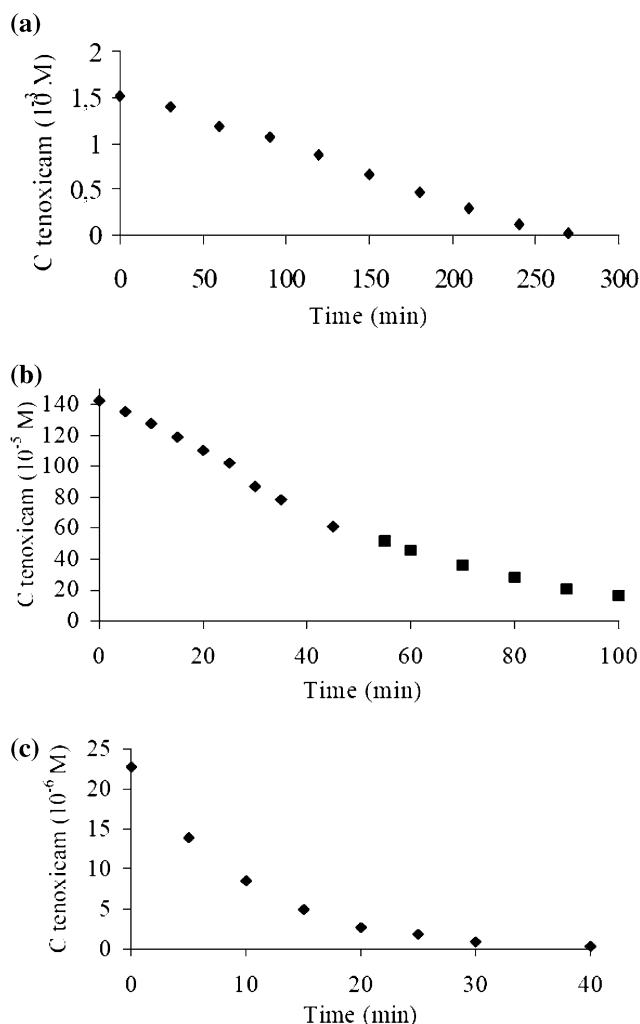 (a)
C tenoxicam (10⁻³ M)
2
1,5
1
0,5
0
0 50 100 150 200 250 300
Time (min)
(b)
C tenoxicam (10⁻⁵ M)
140
120
100
80
60
40
20
0
0 20 40 60 80 100
Time (min)
(c)
C tenoxicam (10⁻⁶ M)
25
20
15
10
5
0
0 10 20 30 40
Time (min)